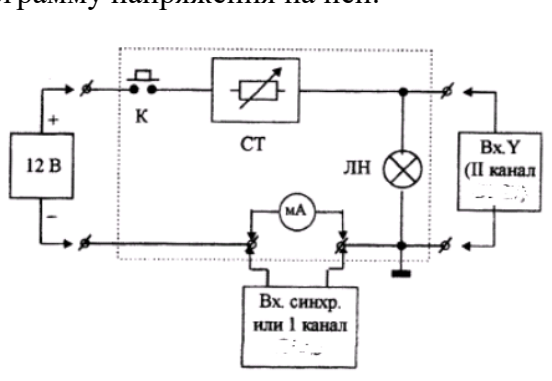 грамму напряжения на ней.
К
СТ
+
12 В
–
ЛН
мА
Вх.Y
(II канал
Вх. синхр.
или 1 канал